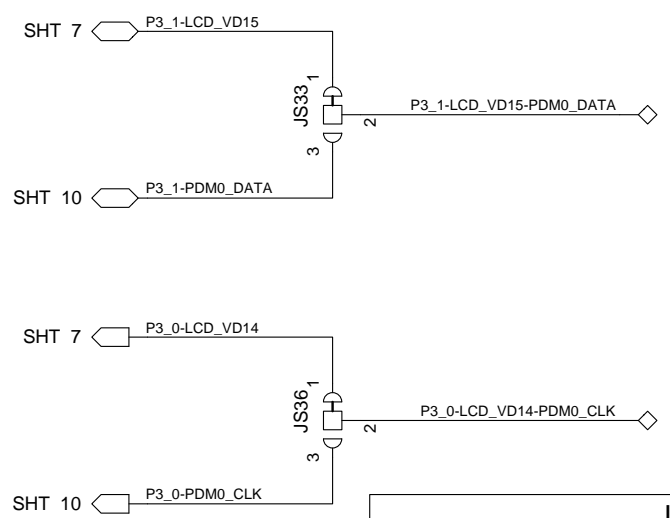 SHT 7 P3_1-LCD_VD15
JS33 1
P3_1-LCD_VD15-PDM0_DATA
2
3
SHT 10 P3_1-PDM0_DATA
SHT 7 P3_0-LCD_VD14
JS36 1
P3_0-LCD_VD14-PDM0_CLK
2
3
SHT 10 P3_0-PDM0_CLK